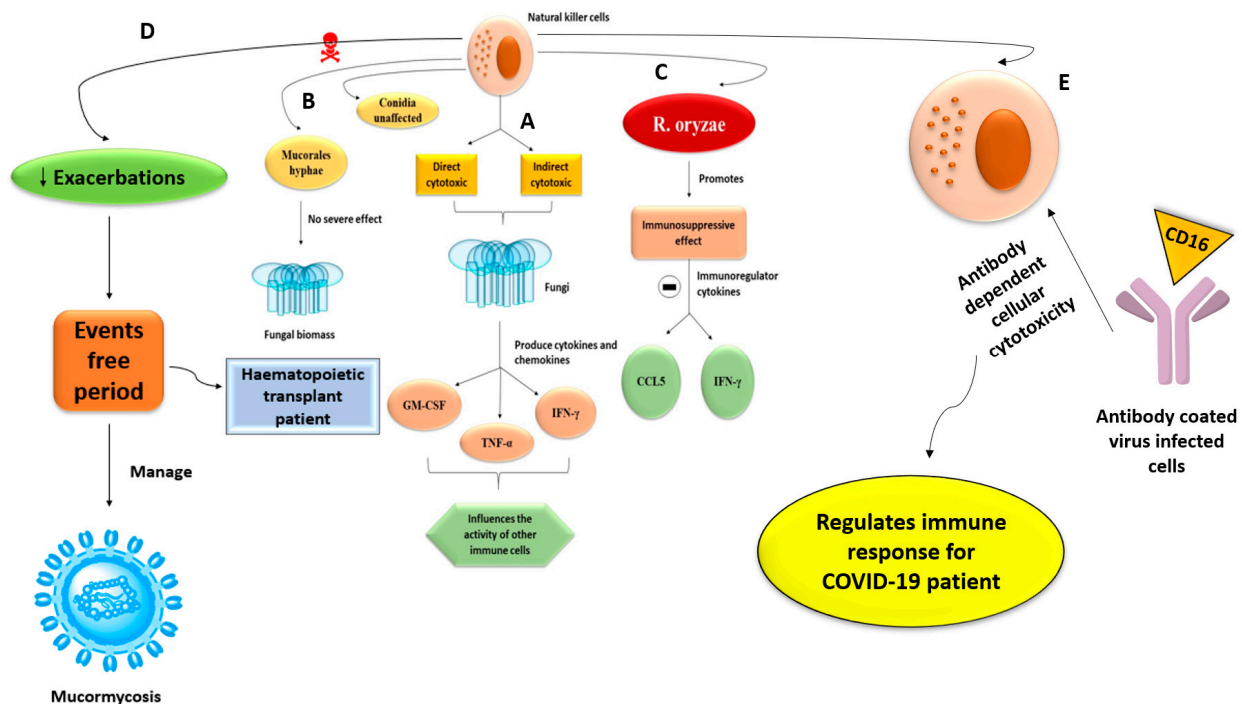 Natural killer cells
D
↓ Exacerbations
Events
free
period
Haematopoietic
transplant
patient
Manage
Mucormycosis
B
Conidia
unaffected
Mucorales
hyphae
No severe effect
Fungal biomass
A
Direct
cytotoxic
Indirect
cytotoxic
Fungi
Produce cytokines and
chemokines
GM-CSF
TNF-α
IFN-γ
Influences the
activity of other
immune cells
C
R. oryzae
Promotes
Immunosuppressive
effect
Immunoregulator
cytokines
CCL5
IFN-γ
E
CD16
Antibody
dependent
cellular
cytotoxicity
Antibody coated
virus infected
cells
Regulates immune
response for
COVID-19 patient